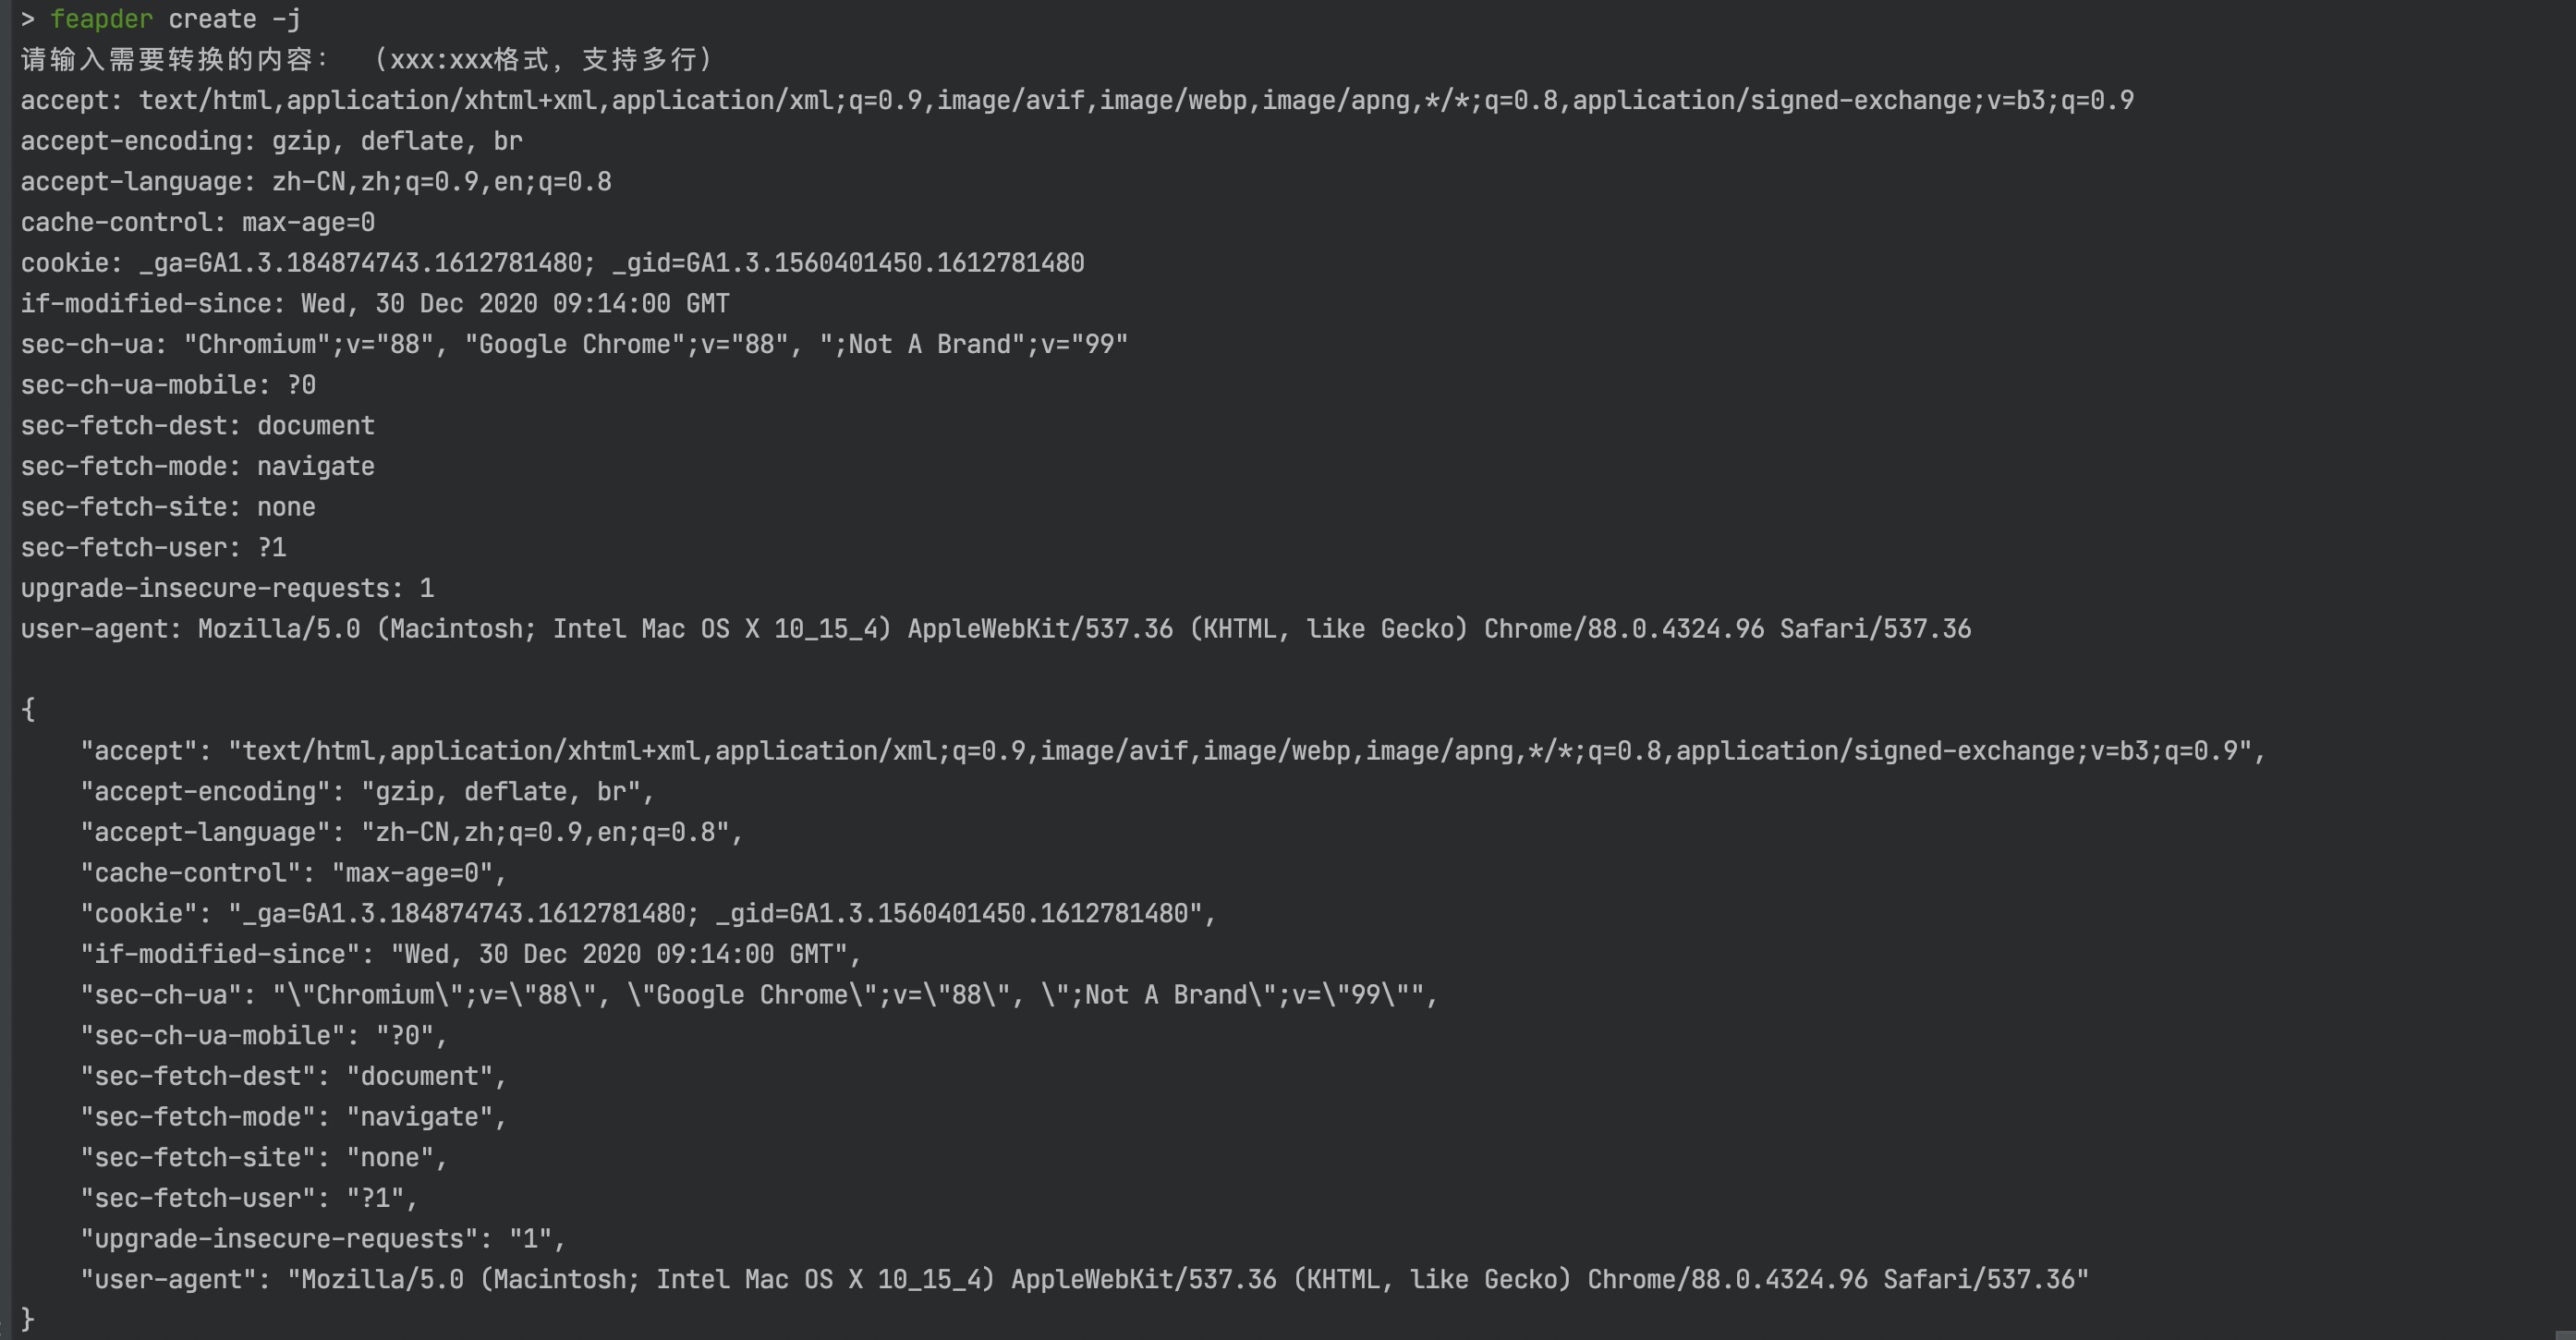 > feapder create -j
请输入需要转换的内容： （xxx:xxx格式，支持多行）
accept: text/html,application/xhtml+xml,application/xml;q=0.9,image/avif,image/webp,image/apng,*/*;q=0.8,application/signed-exchange;v=b3;q=0.9
accept-encoding: gzip, deflate, br
accept-language: zh-CN,zh;q=0.9,en;q=0.8
cache-control: max-age=0
cookie: _ga=GA1.3.184874743.1612781480; _gid=GA1.3.1560401450.1612781480
if-modified-since: Wed, 30 Dec 2020 09:14:00 GMT
sec-ch-ua: "Chromium";v="88", "Google Chrome";v="88", ";Not A Brand";v="99"
sec-ch-ua-mobile: ?0
sec-fetch-dest: document
sec-fetch-mode: navigate
sec-fetch-site: none
sec-fetch-user: ?1
upgrade-insecure-requests: 1
user-agent: Mozilla/5.0 (Macintosh; Intel Mac OS X 10_15_4) AppleWebKit/537.36 (KHTML, like Gecko) Chrome/88.0.4324.96 Safari/537.36
{
    "accept": "text/html,application/xhtml+xml,application/xml;q=0.9,image/avif,image/webp,image/apng,*/*;q=0.8,application/signed-exchange;v=b3;q=0.9",
    "accept-encoding": "gzip, deflate, br",
    "accept-language": "zh-CN,zh;q=0.9,en;q=0.8",
    "cache-control": "max-age=0",
    "cookie": "_ga=GA1.3.184874743.1612781480; _gid=GA1.3.1560401450.1612781480",
    "if-modified-since": "Wed, 30 Dec 2020 09:14:00 GMT",
    "sec-ch-ua": "\"Chromium\";v=\"88\", \"Google Chrome\";v=\"88\", \";Not A Brand\";v=\"99\"",
    "sec-ch-ua-mobile": "?0",
    "sec-fetch-dest": "document",
    "sec-fetch-mode": "navigate",
    "sec-fetch-site": "none",
    "sec-fetch-user": "?1",
    "upgrade-insecure-requests": "1",
    "user-agent": "Mozilla/5.0 (Macintosh; Intel Mac OS X 10_15_4) AppleWebKit/537.36 (KHTML, like Gecko) Chrome/88.0.4324.96 Safari/537.36"
}